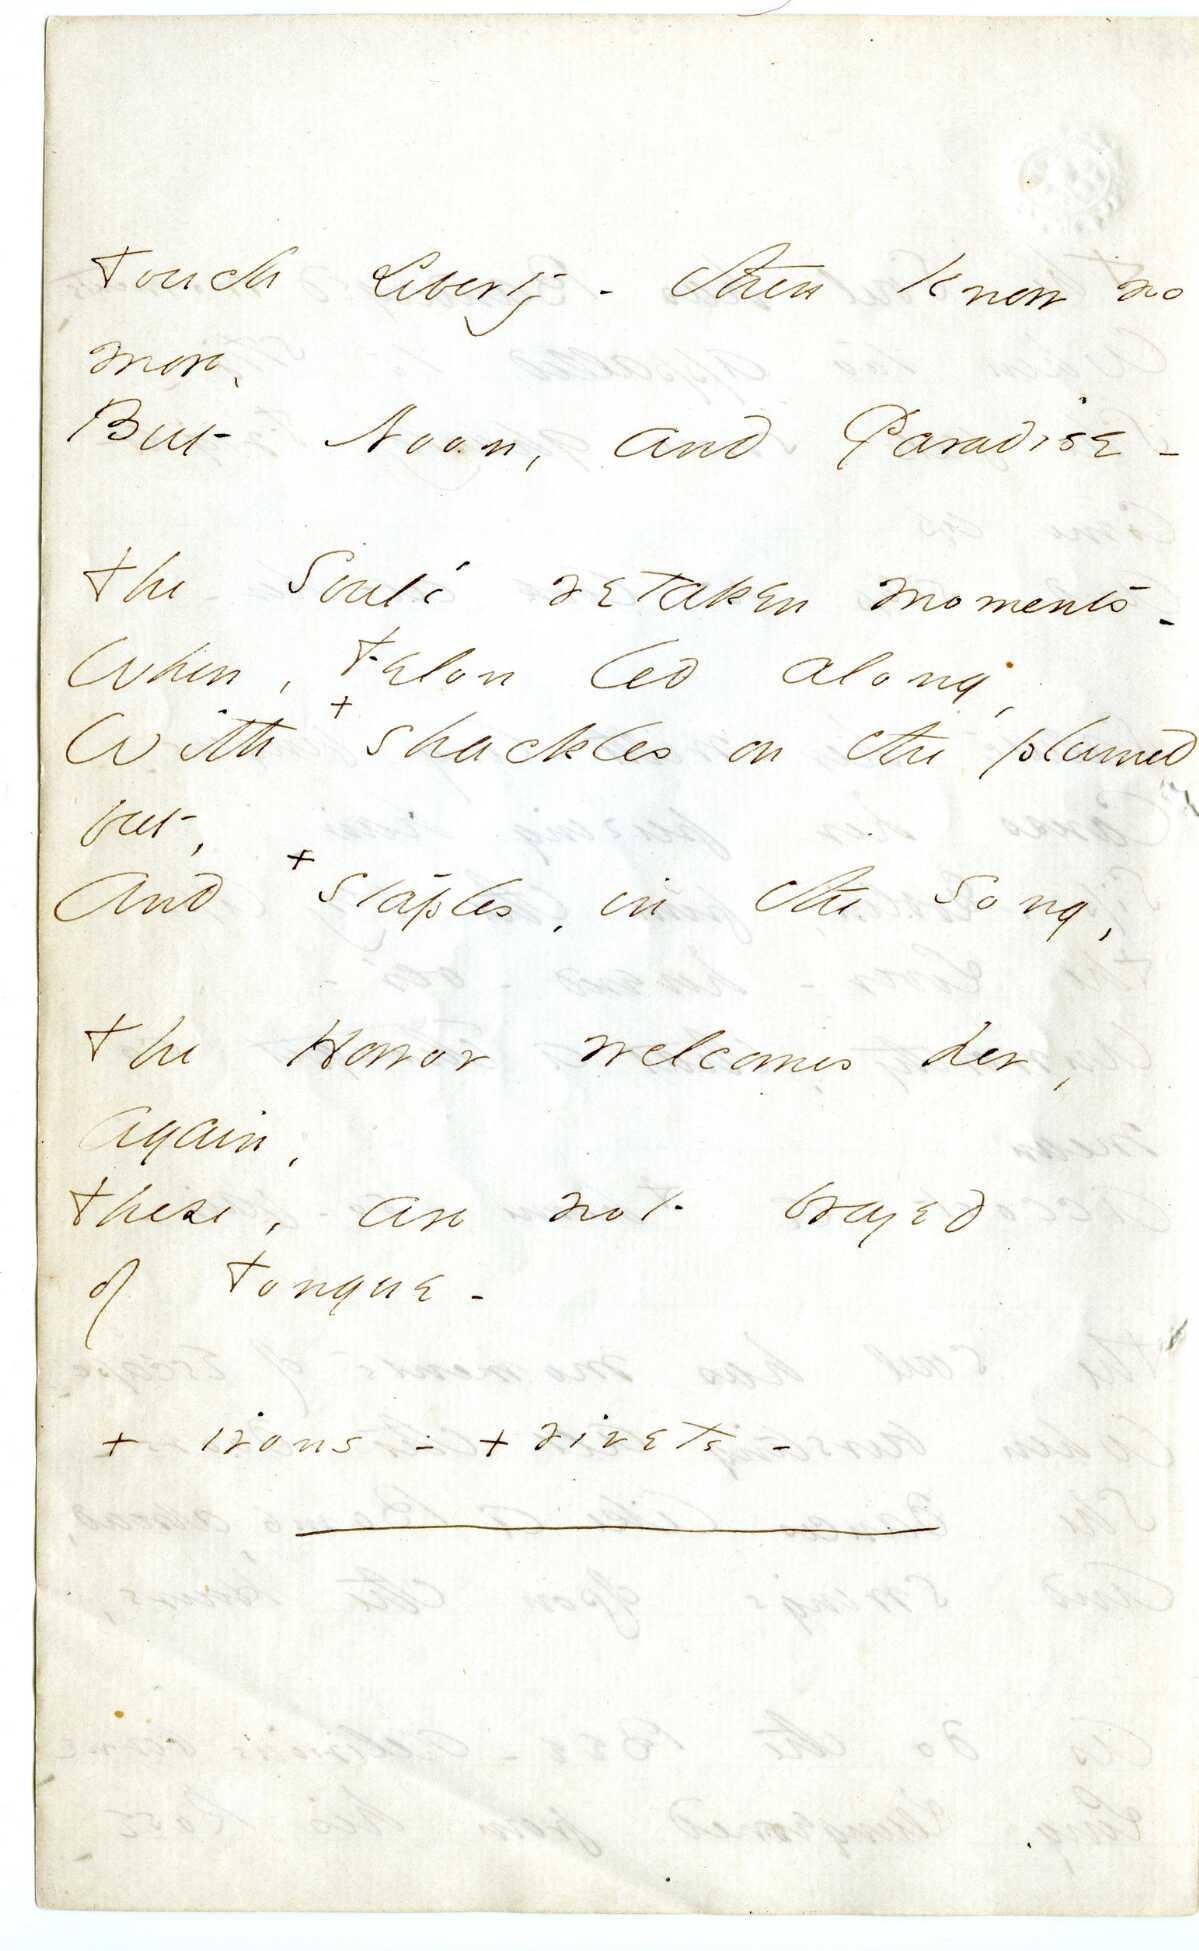 Touch Liberty - then know no
more,
But Noon, and Paradise -
The Soul's retaken moments -
When, Felon led along,
With + shackles on the plumed
feet,
And + staples, in the Song,
The Horror welcomes her,
again,
These, are not brayed
of Tongue -
+ irons - + rivets -